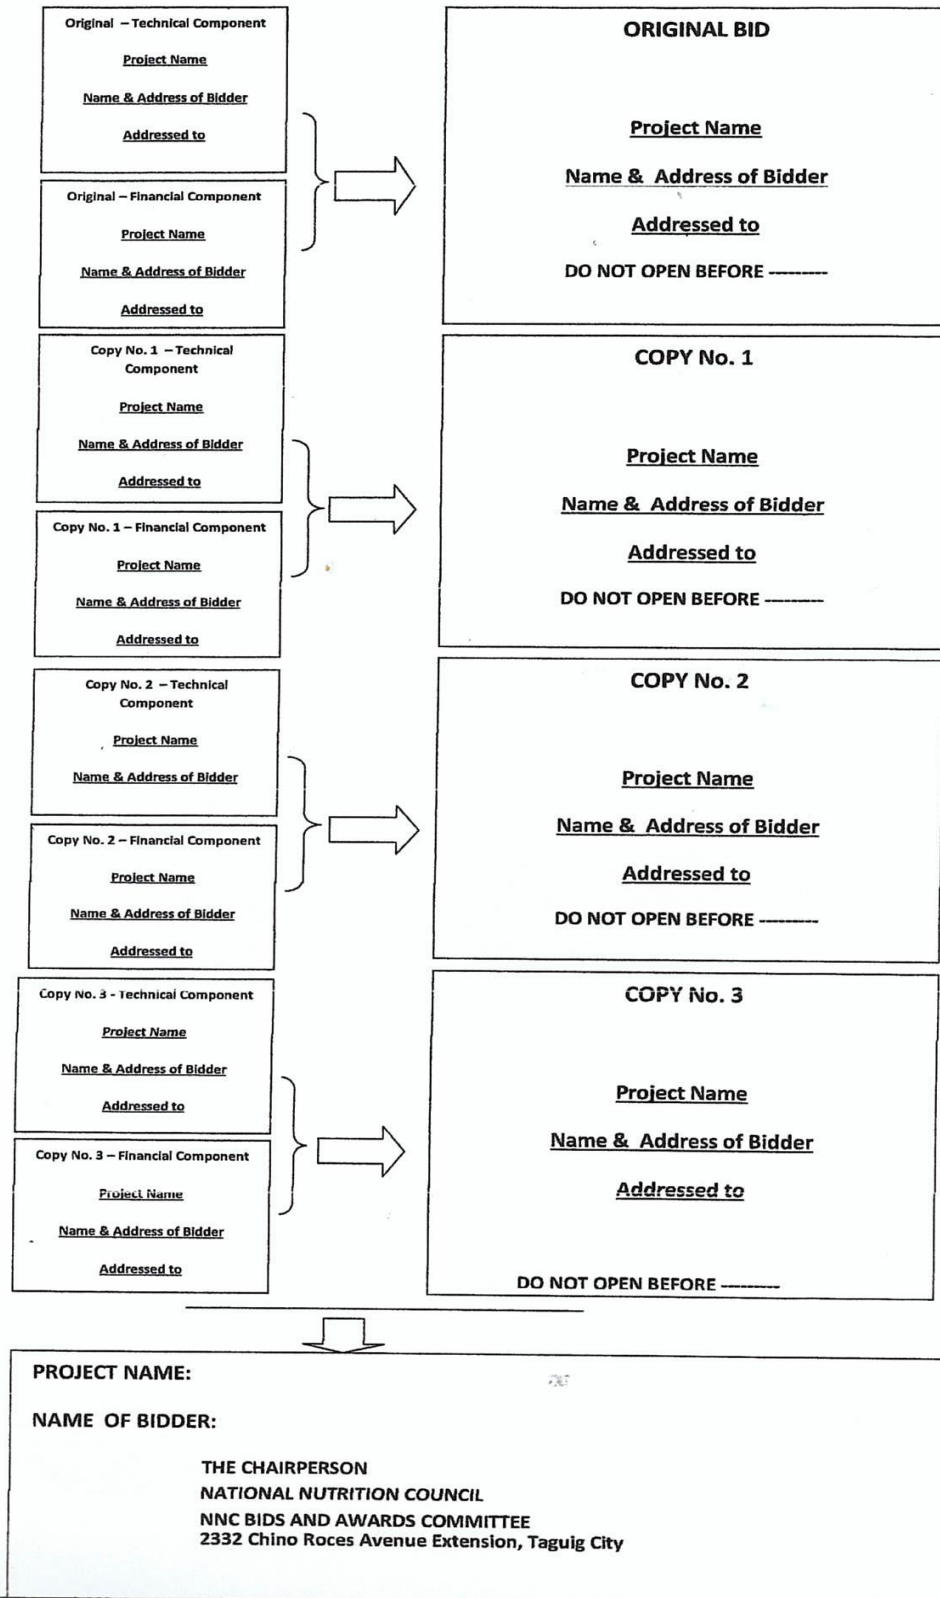 Original – Technical Component
Project Name
Name & Address of Bidder
Addressed to
Original – Financial Component
Project Name
Name & Address of Bidder
Addressed to
ORIGINAL BID
Project Name
Name & Address of Bidder
Addressed to
DO NOT OPEN BEFORE ---------
Copy No. 1 – Technical
Component
Project Name
Name & Address of Bidder
Addressed to
Copy No. 1 – Financial Component
Project Name
Name & Address of Bidder
Addressed to
COPY No. 1
Project Name
Name & Address of Bidder
Addressed to
DO NOT OPEN BEFORE ---------
Copy No. 2 – Technical
Component
Project Name
Name & Address of Bidder
Copy No. 2 – Financial Component
Project Name
Name & Address of Bidder
Addressed to
COPY No. 2
Project Name
Name & Address of Bidder
Addressed to
DO NOT OPEN BEFORE ---------
Copy No. 3 - Technical Component
Project Name
Name & Address of Bidder
Addressed to
Copy No. 3 – Financial Component
Project Name
Name & Address of Bidder
Addressed to
COPY No. 3
Project Name
Name & Address of Bidder
Addressed to
DO NOT OPEN BEFORE ---------
PROJECT NAME:
NAME OF BIDDER:
THE CHAIRPERSON
NATIONAL NUTRITION COUNCIL
NNC BIDS AND AWARDS COMMITTEE
2332 Chino Roces Avenue Extension, Taguig City